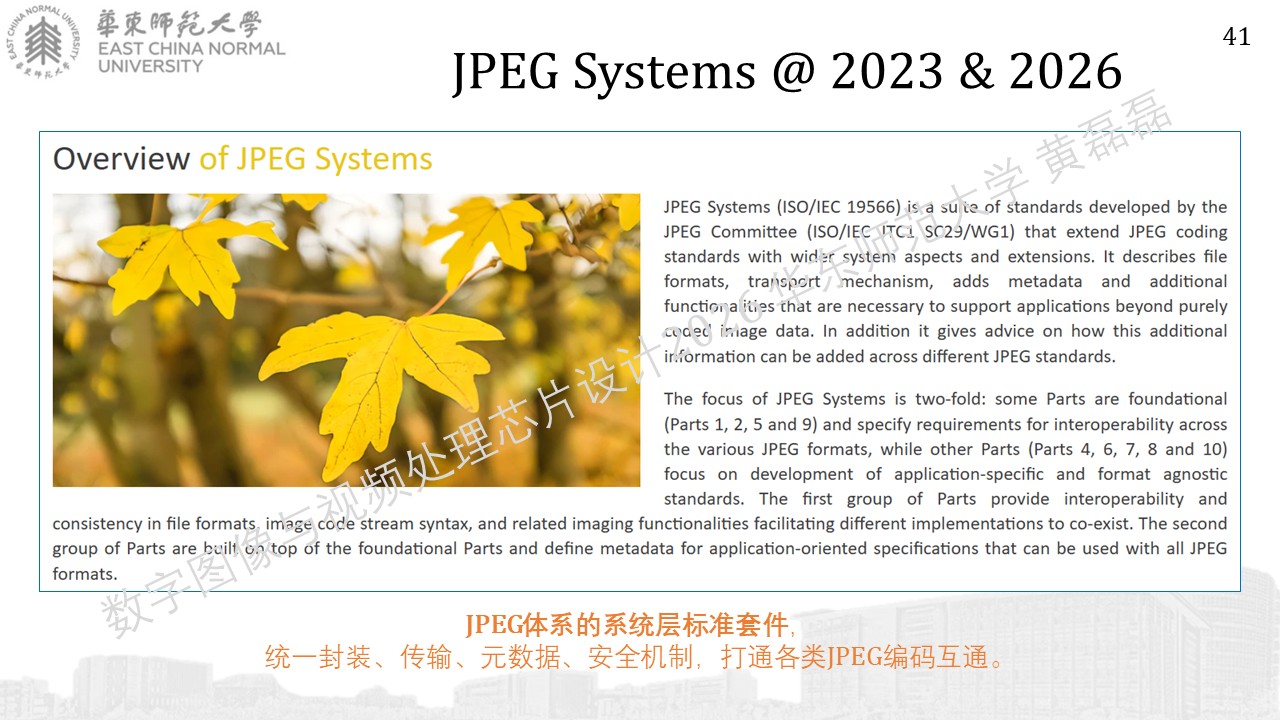 EAST CHINA NORMAL UNIVERSITY
華東師範大學
華東師範大學
EAST CHINA NORMAL
UNIVERSITY
41
JPEG Systems @ 2023 & 2026
Overview of JPEG Systems
JPEG Systems (ISO/IEC 19566) is a suite of standards developed by the
JPEG Committee (ISO/IEC JTC1 SC29/WG1) that extend JPEG coding
standards with wider system aspects and extensions. It describes file
formats, transport mechanism, adds metadata and additional
functionalities that are necessary to support applications beyond purely
coded image data. In addition it gives advice on how this additional
information can be added across different JPEG standards.
The focus of JPEG Systems is two-fold: some Parts are foundational
(Parts 1, 2, 5 and 9) and specify requirements for interoperability across
the various JPEG formats, while other Parts (Parts 4, 6, 7, 8 and 10)
focus on development of application-specific and format agnostic
standards. The first group of Parts provide interoperability and
consistency in file formats, image code stream syntax, and related imaging functionalities facilitating different implementations to co-exist. The second
group of Parts are built on top of the foundational Parts and define metadata for application-oriented specifications that can be used with all JPEG
formats.
数字图像与视频处理芯片设计2026 华东师范大学 黄磊磊
JPEG体系的系统层标准套件,
统一封装、传输、元数据、安全机制，打通各类JPEG编码互通。